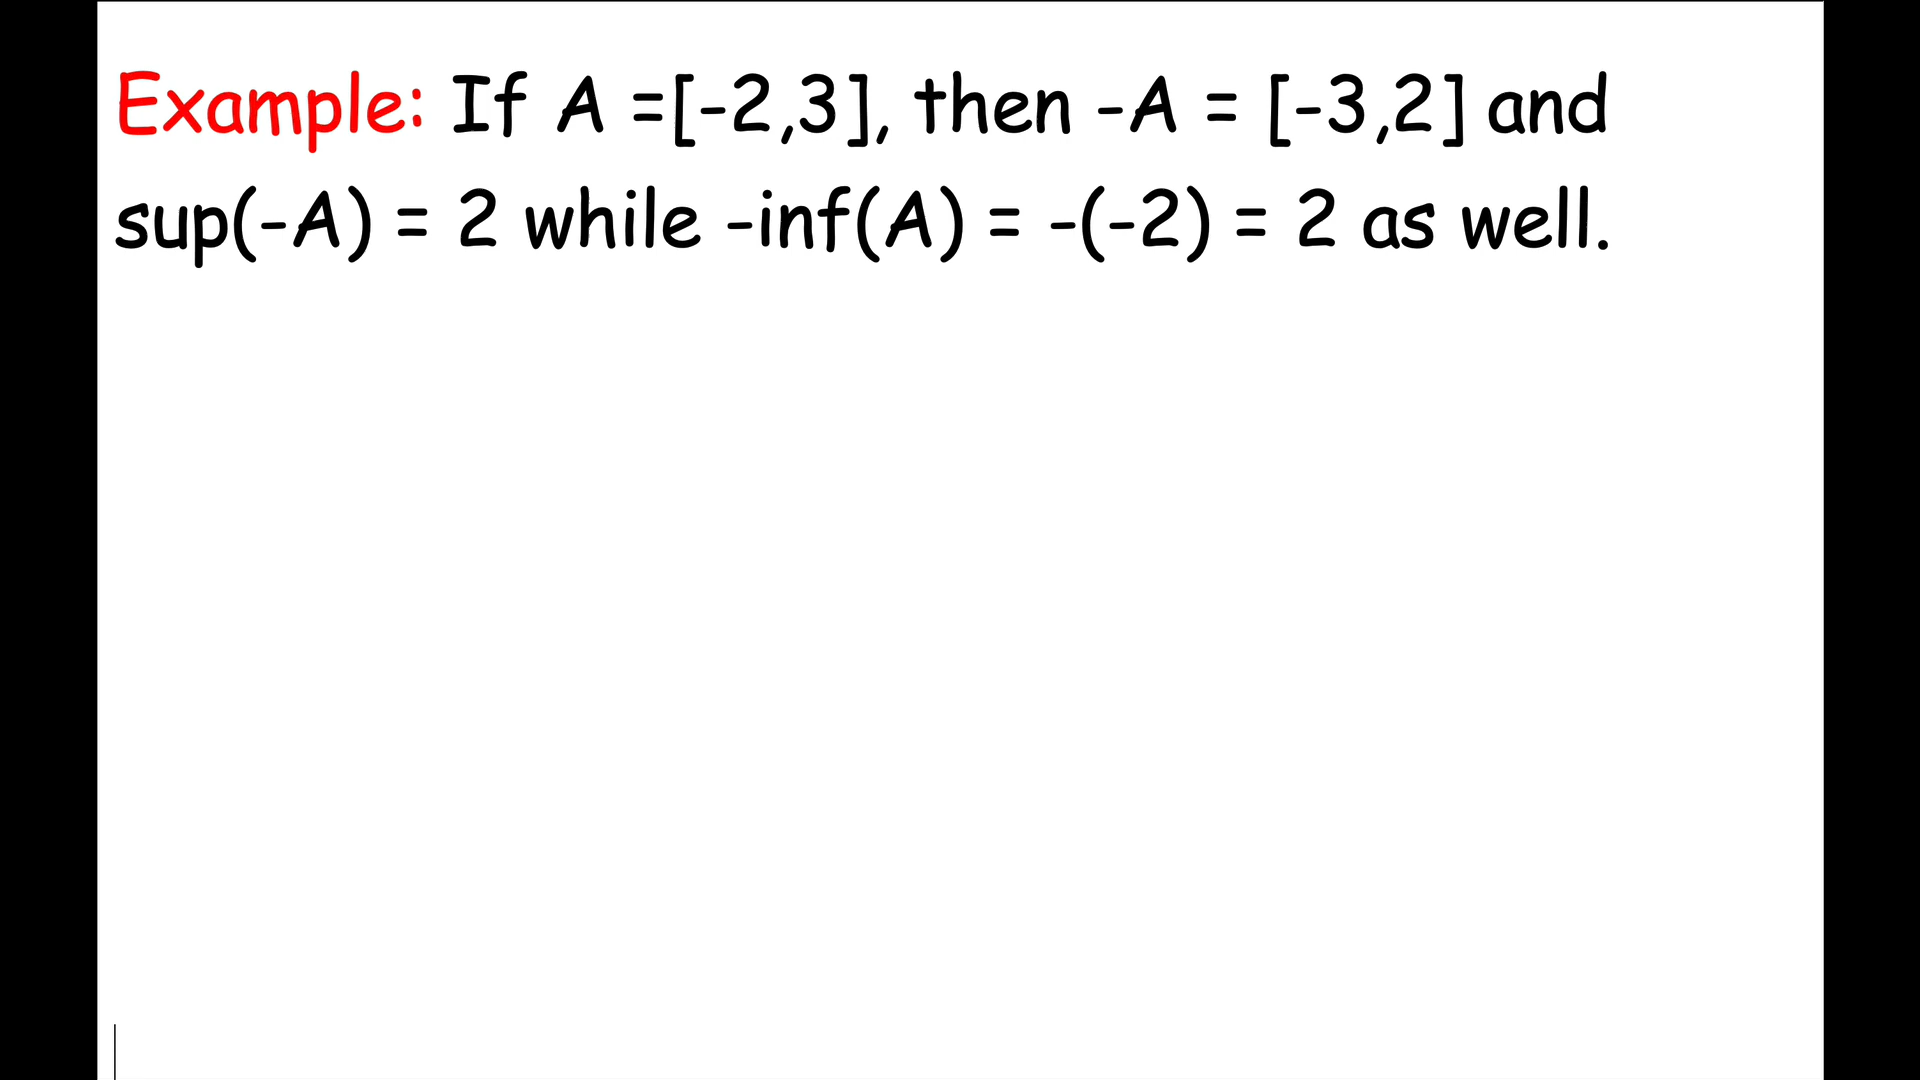 Example: If A =[-2,3], then -A = [-3,2] and
sup(-A) = 2 while -inf(A) = -(-2) = 2 as well.